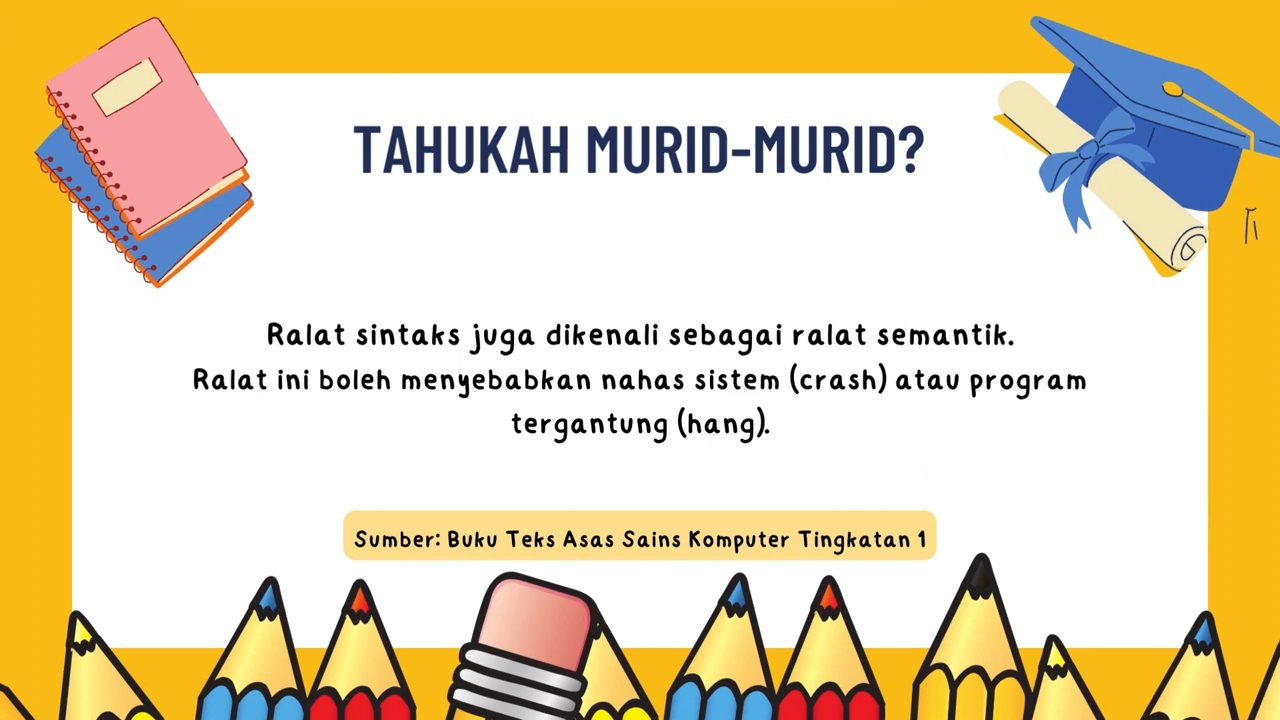 TAHUKAH MURID-MURID?
Ralat sintaks juga dikenali sebagai ralat semantik.
Ralat ini boleh menyebabkan nahas sistem (crash) atau program
tergantung (hang).
Sumber: Buku Teks Asas Sains Komputer Tingkatan 1